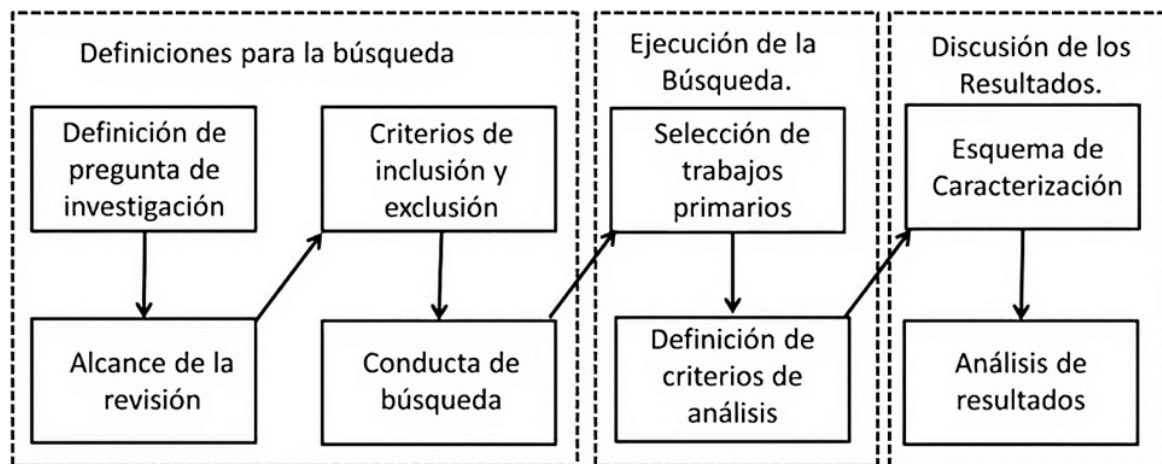 Definiciones para la búsqueda
Definición de
pregunta de
investigación
Alcance de la
revisión
Criterios de
inclusión y
exclusión
Conducta de
búsqueda
Ejecución de la
Búsqueda.
Selección de
trabajos
primarios
Definición de
criterios de
análisis
Discusión de los
Resultados.
Esquema de
Caracterización
Análisis de
resultados